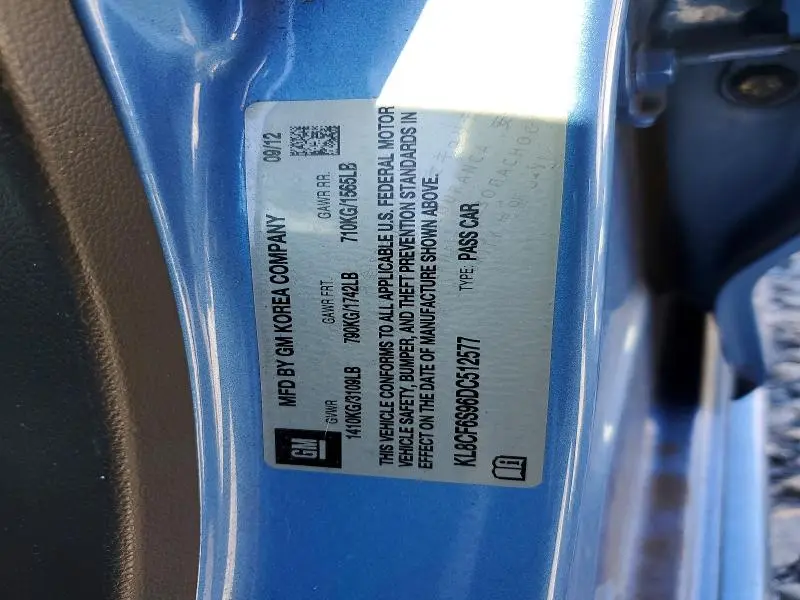 MFD BY GM KOREA COMPANY 09/12
GM
GVWR GAWR FRT GAWR RR.
1410KG/3109LB 790KG/1742LB 710KG/1565LB
THIS VEHICLE CONFORMS TO ALL APPLICABLE U.S. FEDERAL MOTOR
VEHICLE SAFETY, BUMPER, AND THEFT PREVENTION STANDARDS IN
EFFECT ON THE DATE OF MANUFACTURE SHOWN ABOVE.
KL8CF6S96DC512577 TYPE: PASS CAR